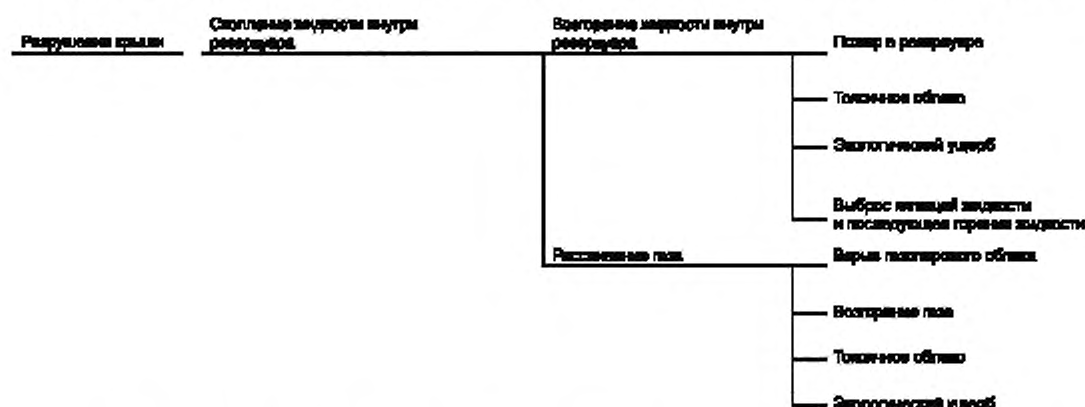 Разрушение крыши
Скопление жидкости внутри
резервуара
Возгорание жидкости внутри
резервуара
Пожар в резервуаре
Токсичное облако
Экологический ущерб
Выброс кипящей жидкости
и последующее горение жидкости
Рассеивание газа
Взрыв газопарового облака
Возгорание газа
Токсичное облако
Экологический ущерб